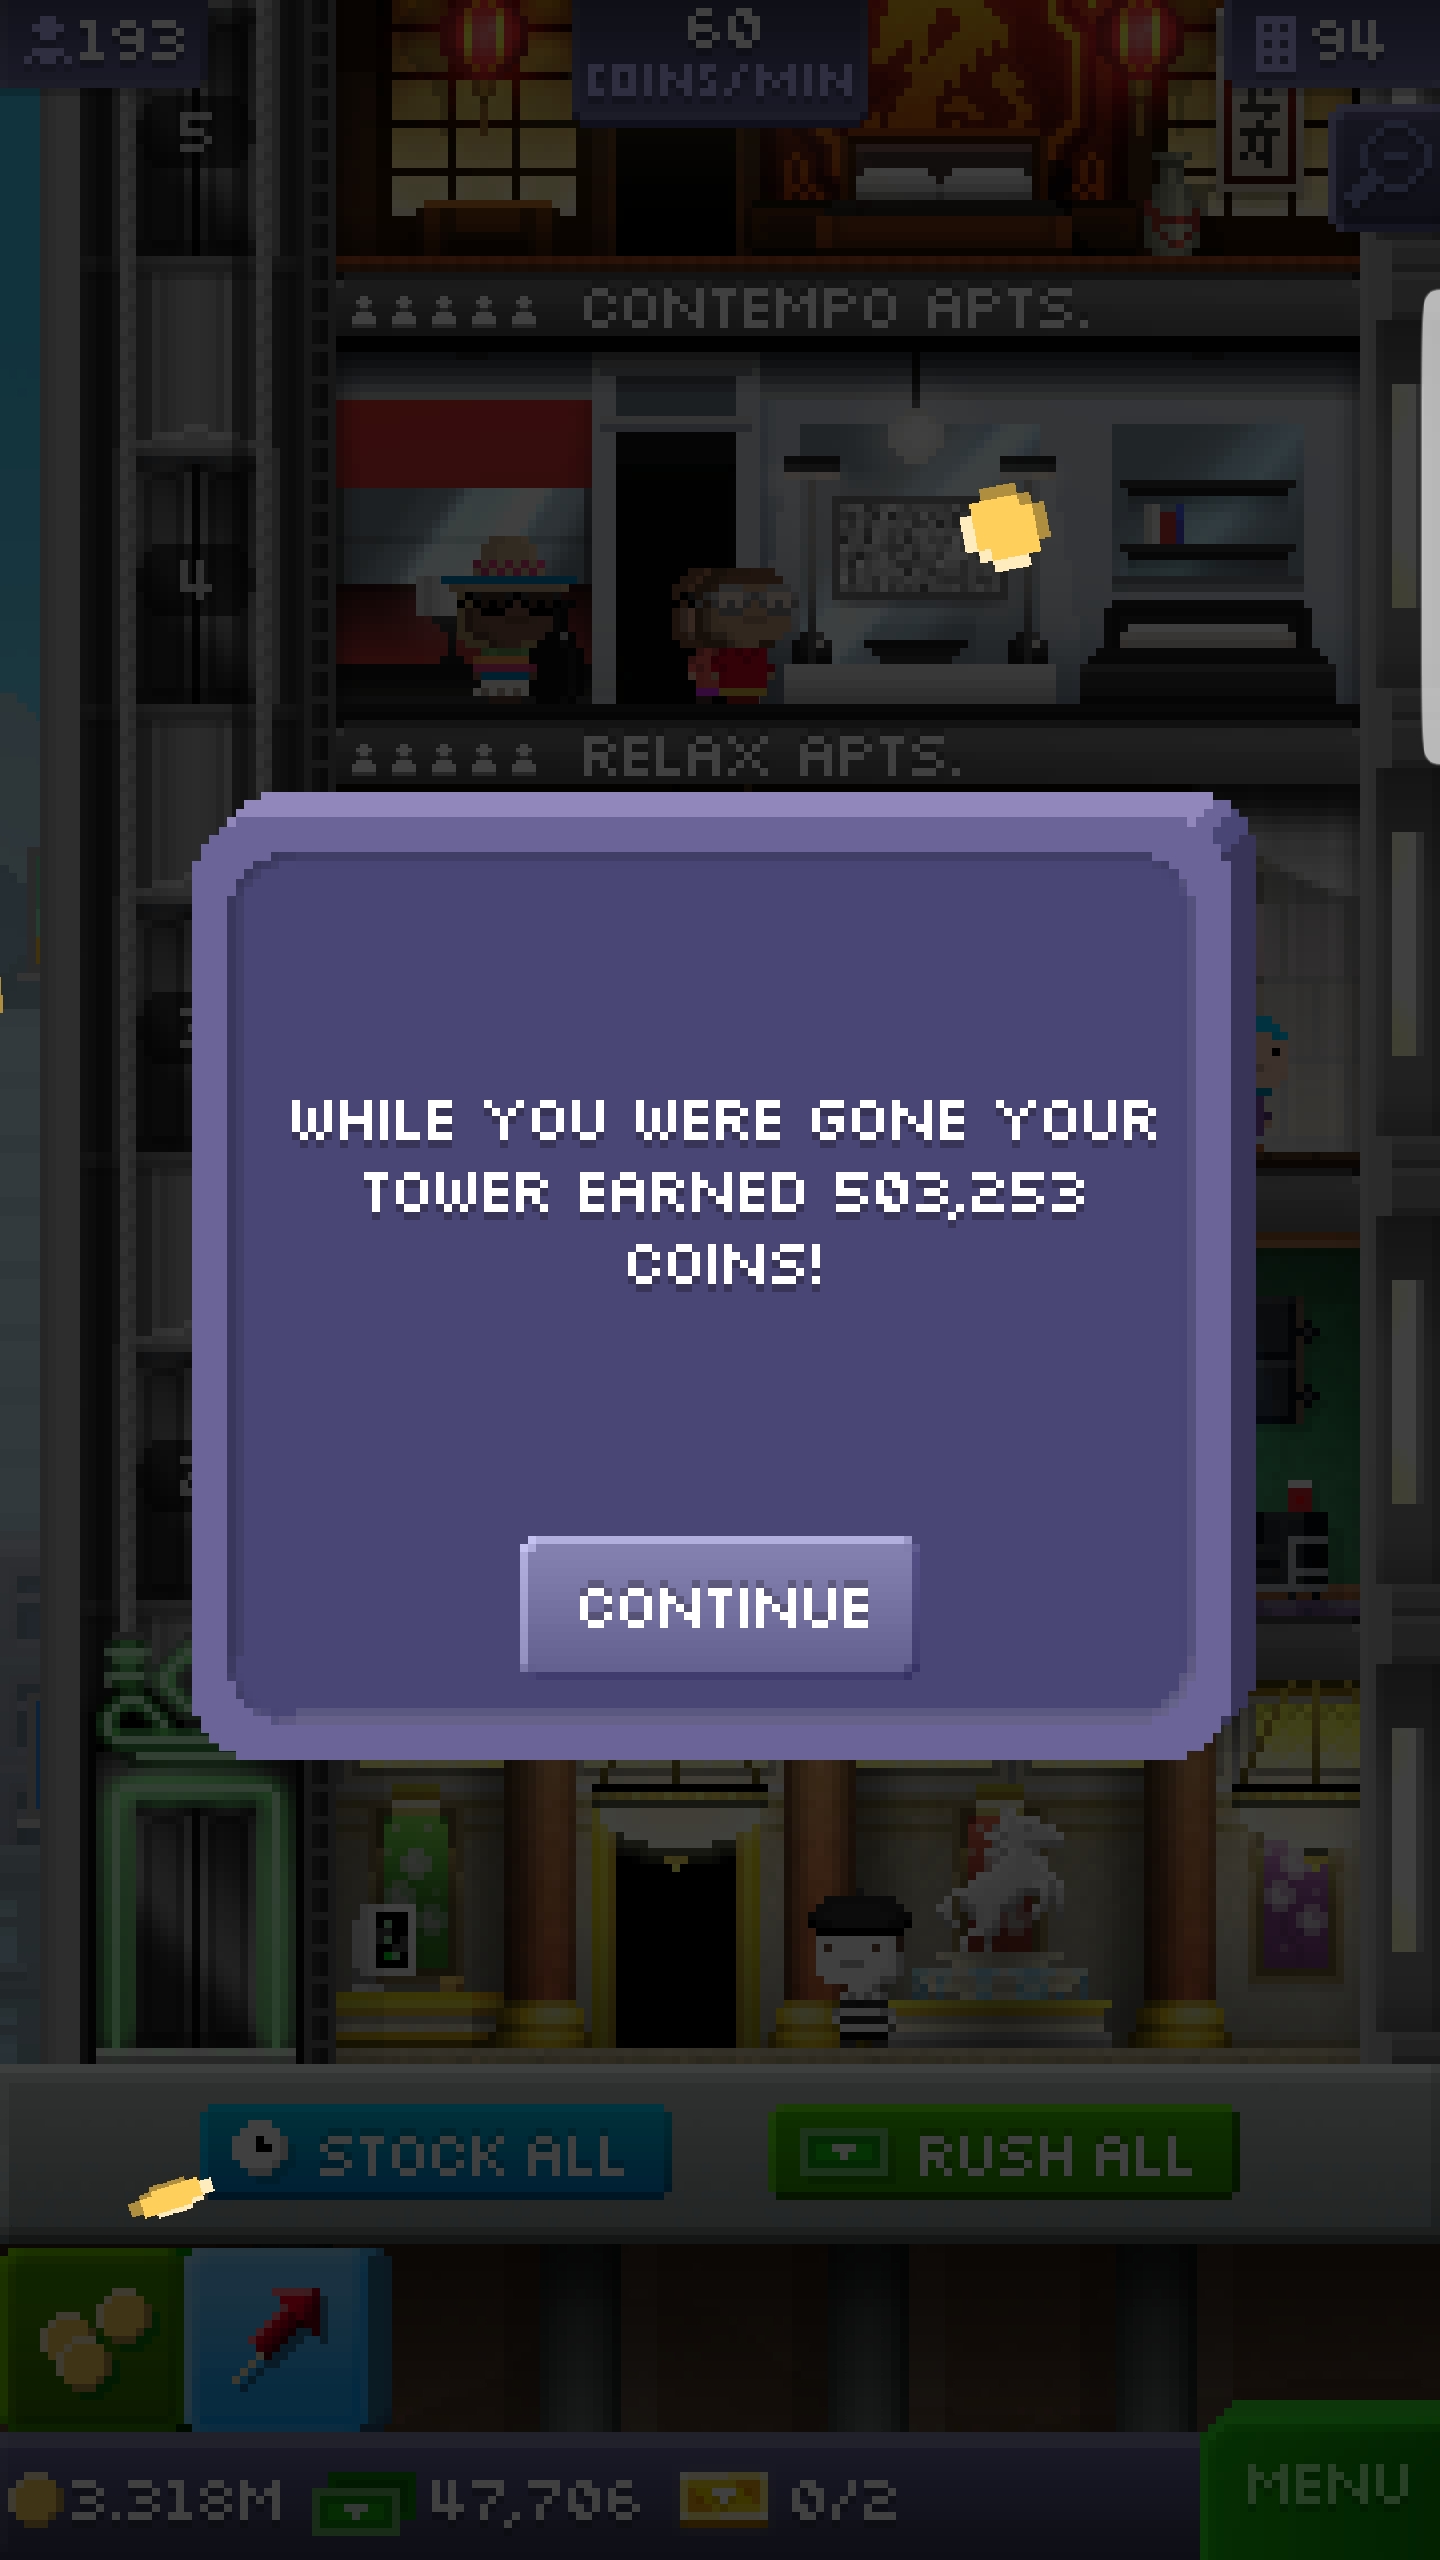 193
60
COINS/MIN
94
5
CONTEMPO APTS.
4
RELAX APTS.
WHILE YOU WERE GONE YOUR
TOWER EARNED 503,253
COINS!
CONTINUE
STOCK ALL
RUSH ALL
3.318M
47,706
0/2
MENU